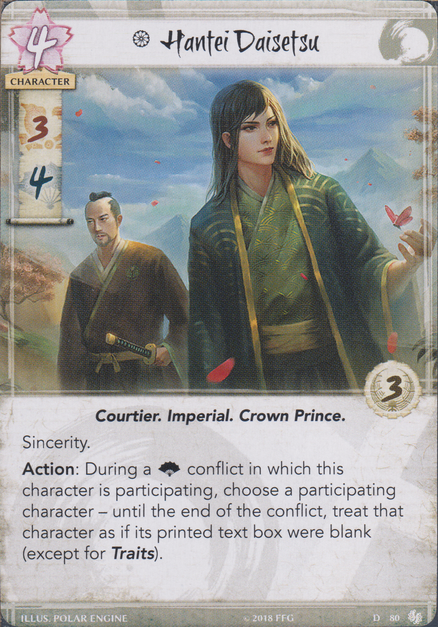 4
Hantei Daisetsu
CHARACTER
3
4
3
Courtier. Imperial. Crown Prince.
Sincerity.
Action: During a conflict in which this
character is participating, choose a participating
character – until the end of the conflict, treat that
character as if its printed text box were blank
(except for Traits).
ILLUS. POLAR ENGINE © 2018 FFG D 80